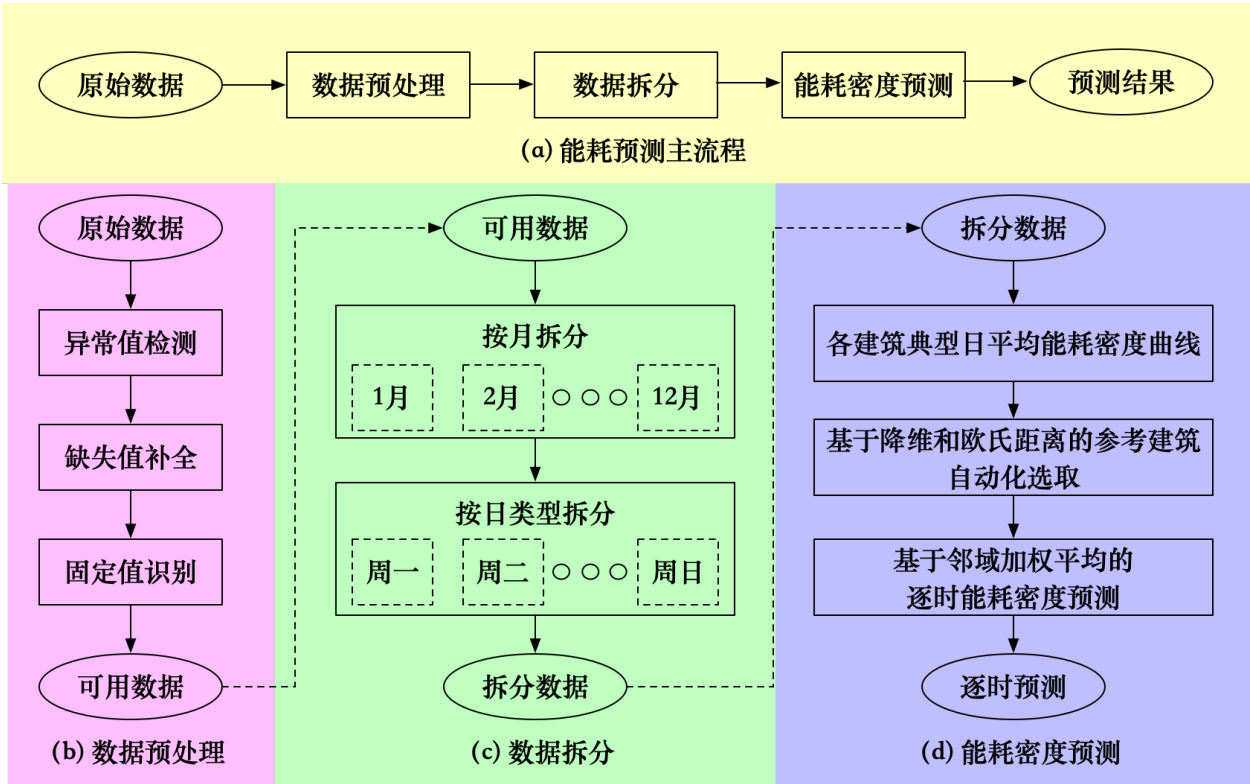 原始数据
数据预处理
数据拆分
能耗密度预测
预测结果
(a) 能耗预测主流程
原始数据
异常值检测
缺失值补全
固定值识别
可用数据
(b) 数据预处理
可用数据
按月拆分
1月
2月
12月
按日类型拆分
周一
周二
周日
拆分数据
(c) 数据拆分
拆分数据
各建筑典型日平均能耗密度曲线
基于降维和欧氏距离的参考建筑
自动化选取
基于邻域加权平均的
逐时能耗密度预测
逐时预测
(d) 能耗密度预测